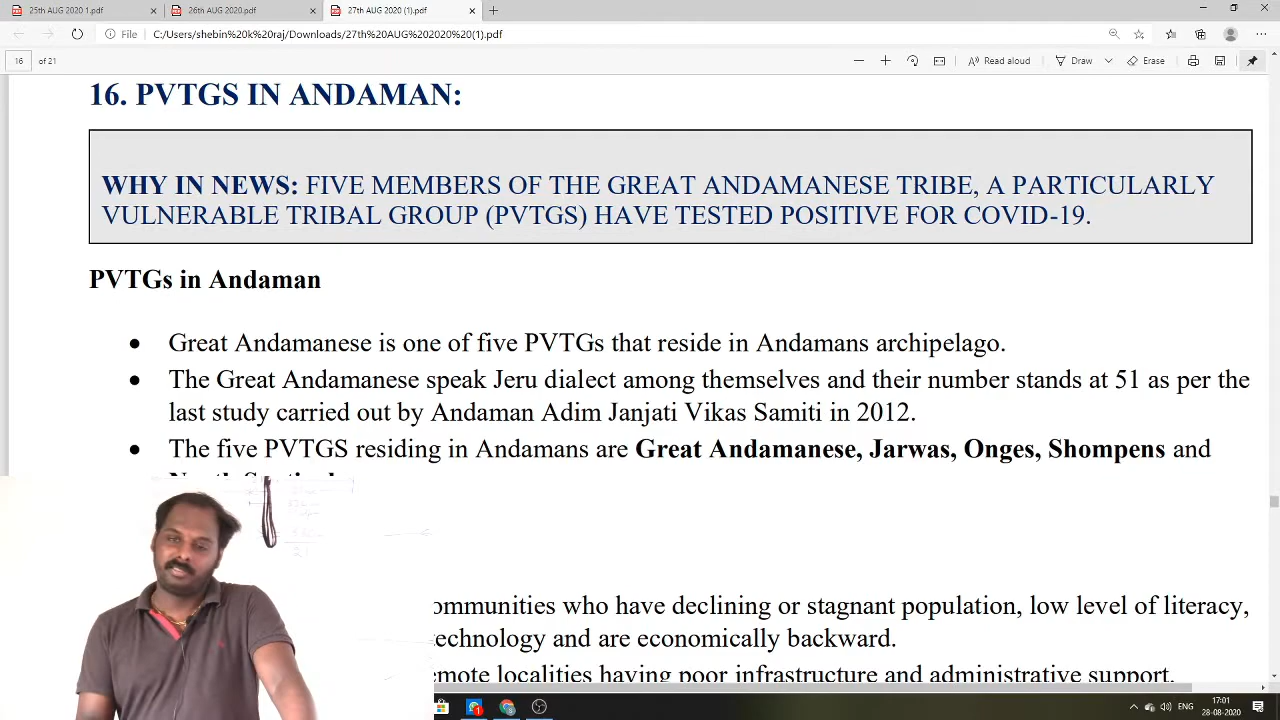 25th AUG 2020 1.pdf
26th AUG 2020.pdf
27th AUG 2020 (1).pdf
File
C:/Users/shebin%20k%20raj/Downloads/27th%20AUG%202020%20(1).pdf
16 of 21
Read aloud
Draw
Erase
16. PVTGS IN ANDAMAN:
WHY IN NEWS: FIVE MEMBERS OF THE GREAT ANDAMANESE TRIBE, A PARTICULARLY
VULNERABLE TRIBAL GROUP (PVTGS) HAVE TESTED POSITIVE FOR COVID-19.
PVTGs in Andaman
• Great Andamanese is one of five PVTGs that reside in Andamans archipelago.
• The Great Andamanese speak Jeru dialect among themselves and their number stands at 51 as per the
last study carried out by Andaman Adim Janjati Vikas Samiti in 2012.
• The five PVTGS residing in Andamans are Great Andamanese, Jarwas, Onges, Shompens and
ommunities who have declining or stagnant population, low level of literacy,
echnology and are economically backward.
emote localities having poor infrastructure and administrative support.
ENG
17:01
28-08-2020